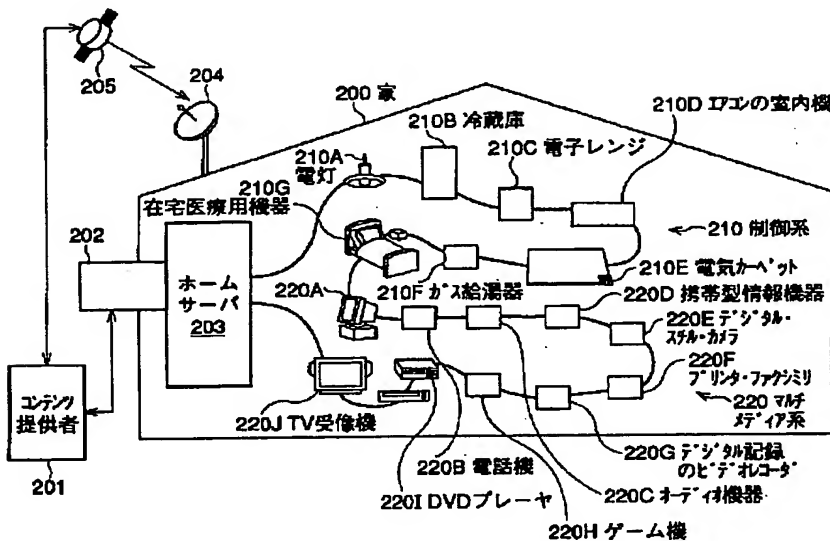 205
204
200 家
210D エアコンの室内機
210B 冷蔵庫
210A
電灯
210C 電子レンジ
210G
在宅医療用機器
210 制御系
202
ホーム
サーバ
203
210E 電気カーペット
210F ガス給湯器
220A
220D 携帯型情報機器
220E デジタル・
スチル・カメラ
220F
プリンタ・ファクシミリ
220 マルチ
メディア系
コンテンツ
提供者
201
220J TV受像機
220G デジタル記録
のビデオレコーダ
220B 電話機
220C オーディオ機器
220I DVDプレーヤ
220H ゲーム機